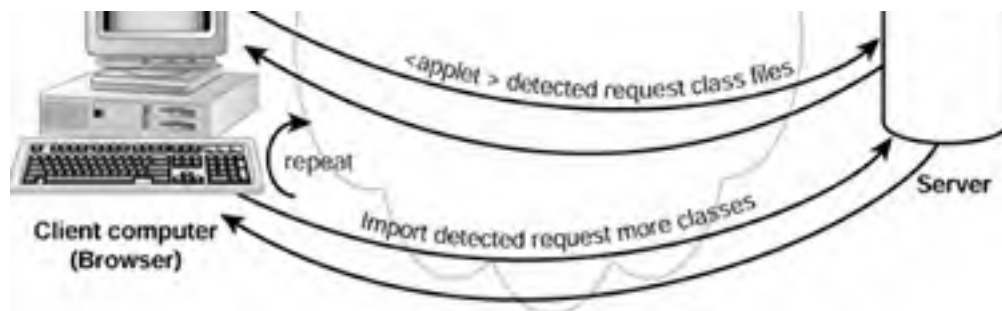 <applet > detected request class files
repeat
Import detected request more classes
Server
Client computer
(Browser)